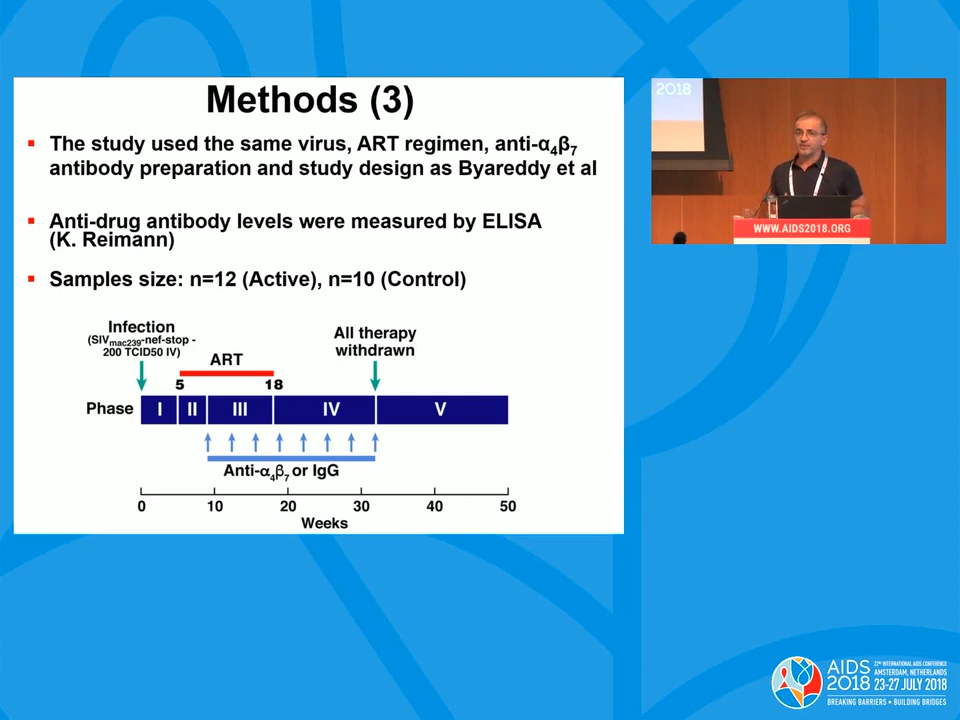 Methods (3)
▪ The study used the same virus, ART regimen, anti-α₄β₇
antibody preparation and study design as Byareddy et al
▪ Anti-drug antibody levels were measured by ELISA
(K. Reimann)
▪ Samples size: n=12 (Active), n=10 (Control)
Infection
(SIVmac239-nef-stop -
200 TCID50 IV)
All therapy
withdrawn
ART
5 18
Phase I II III IV V
Anti-α₄β₇ or IgG
0 10 20 30 40 50
Weeks
2018
WWW.AIDS2018.ORG
AIDS
2018
22ND INTERNATIONAL AIDS CONFERENCE
AMSTERDAM, NETHERLANDS
23-27 JULY 2018
BREAKING BARRIERS • BUILDING BRIDGES